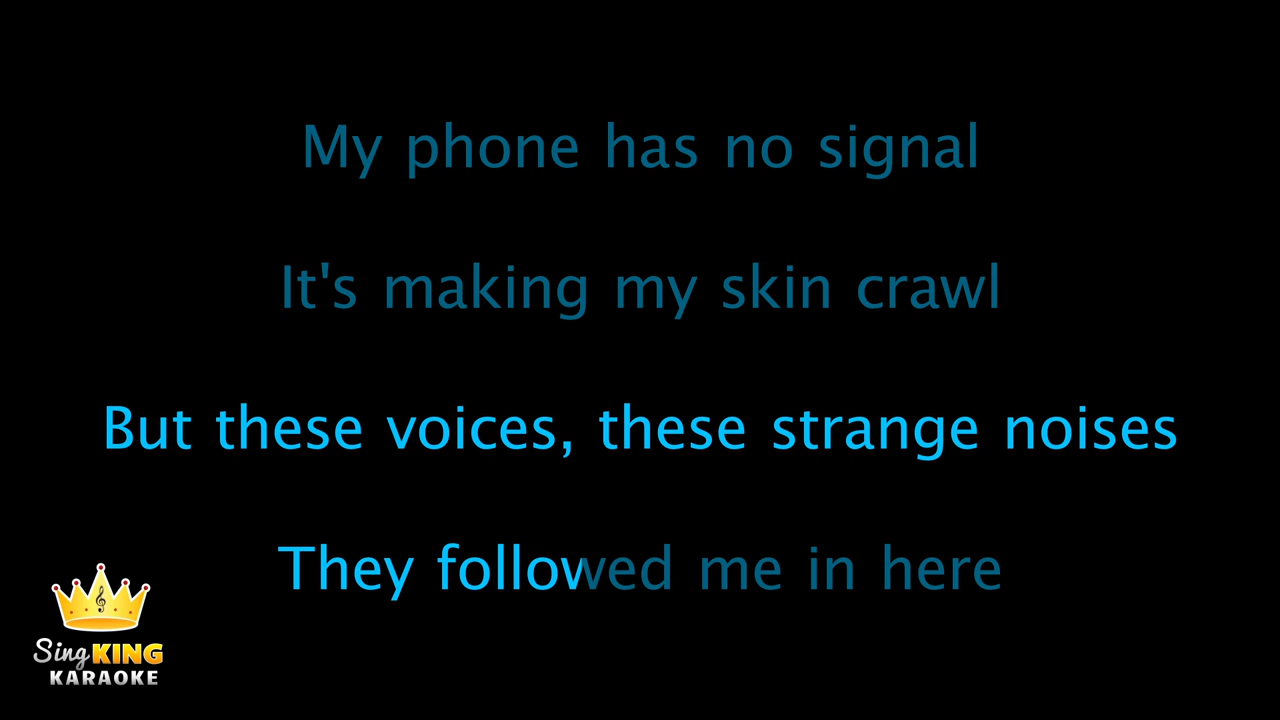 My phone has no signal
It's making my skin crawl
But these voices, these strange noises
They followed me in here
Sing KING
KARAOKE